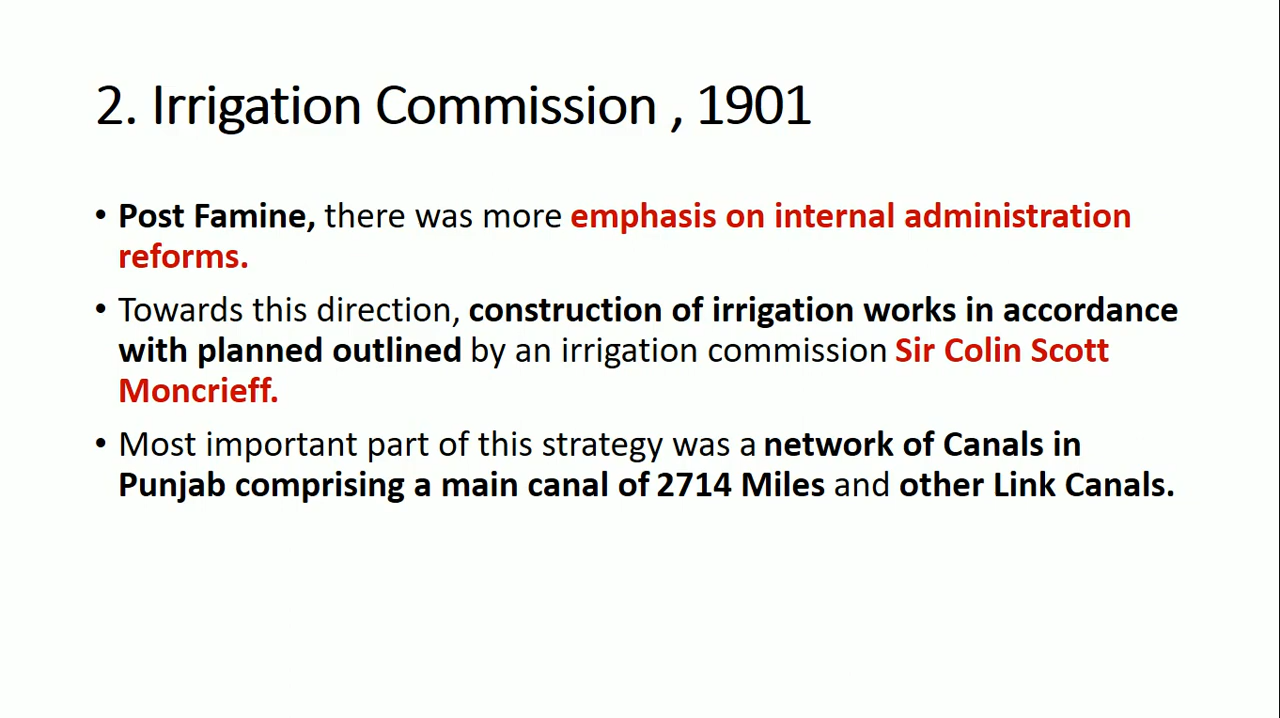 2. Irrigation Commission , 1901
• Post Famine, there was more emphasis on internal administration
reforms.
• Towards this direction, construction of irrigation works in accordance
with planned outlined by an irrigation commission Sir Colin Scott
Moncrieff.
• Most important part of this strategy was a network of Canals in
Punjab comprising a main canal of 2714 Miles and other Link Canals.